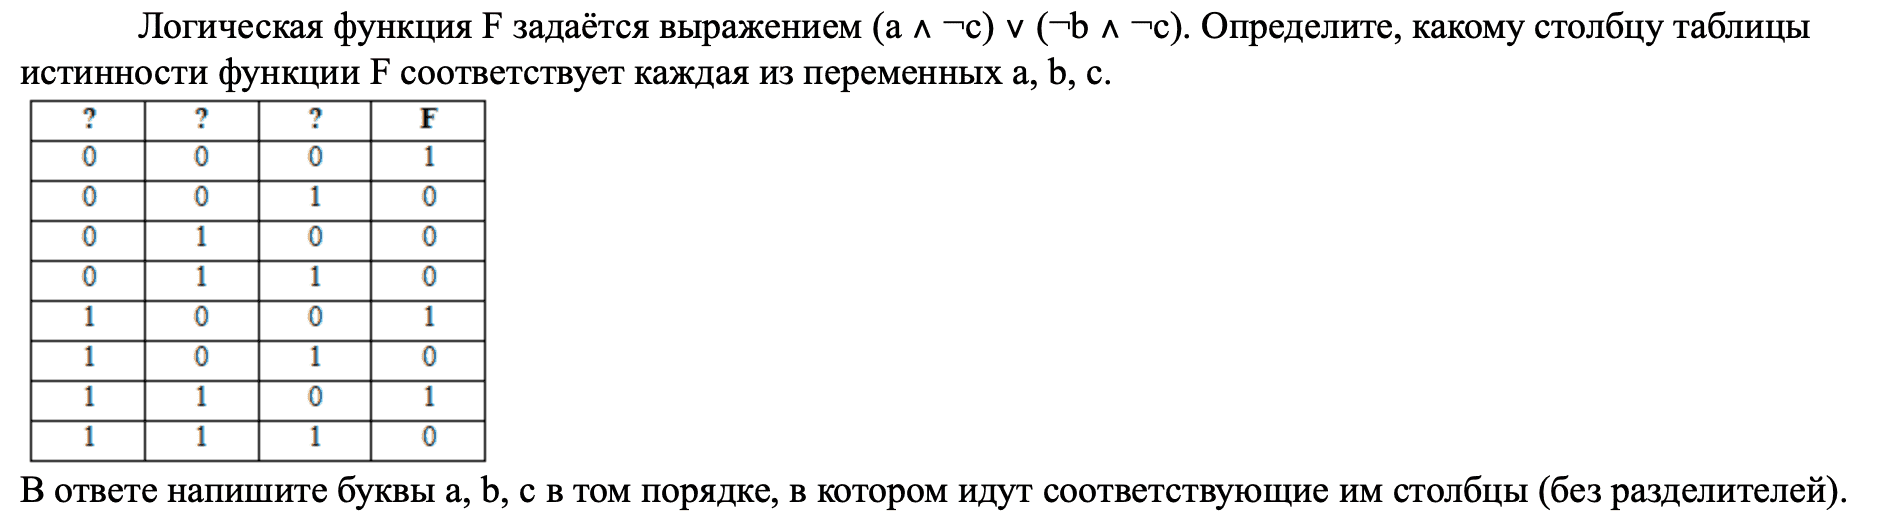 Логическая функция F задаётся выражением (a ∧ ¬c) ∨ (¬b ∧ ¬c). Определите, какому столбцу таблицы
истинности функции F соответствует каждая из переменных a, b, c.
? ? ? F
0 0 0 1
0 0 1 0
0 1 0 0
0 1 1 0
1 0 0 1
1 0 1 0
1 1 0 1
1 1 1 0
В ответе напишите буквы a, b, c в том порядке, в котором идут соответствующие им столбцы (без разделителей).